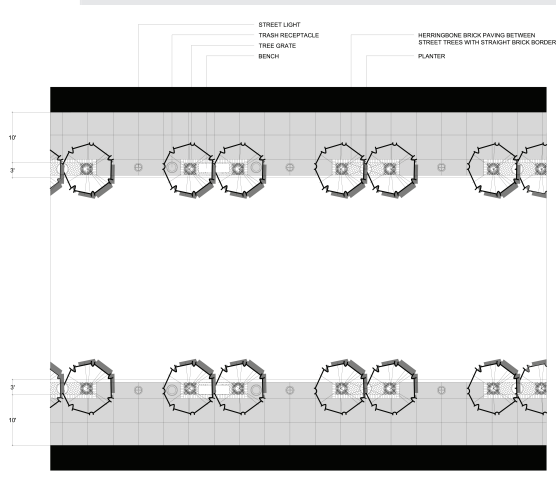 STREET LIGHT
TRASH RECEPTACLE
TREE GRATE
BENCH
HERRINGBONE BRICK PAVING BETWEEN
STREET TREES WITH STRAIGHT BRICK BORDER
PLANTER
10'
3'
3'
10'